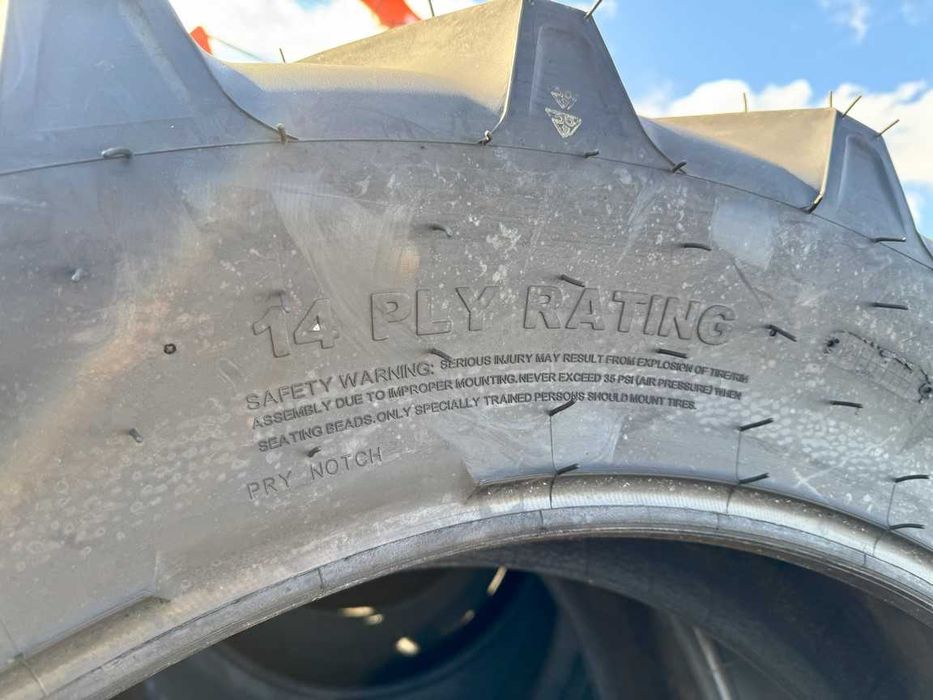 14 PLY RATING
SAFETY WARNING: SERIOUS INJURY MAY RESULT FROM EXPLOSION OF TIRE/RIM
ASSEMBLY DUE TO IMPROPER MOUNTING.NEVER EXCEED 35 PSI (AIR PRESSURE) WHEN
SEATING BEADS.ONLY SPECIALLY TRAINED PERSONS SHOULD MOUNT TIRES.
PRY NOTCH